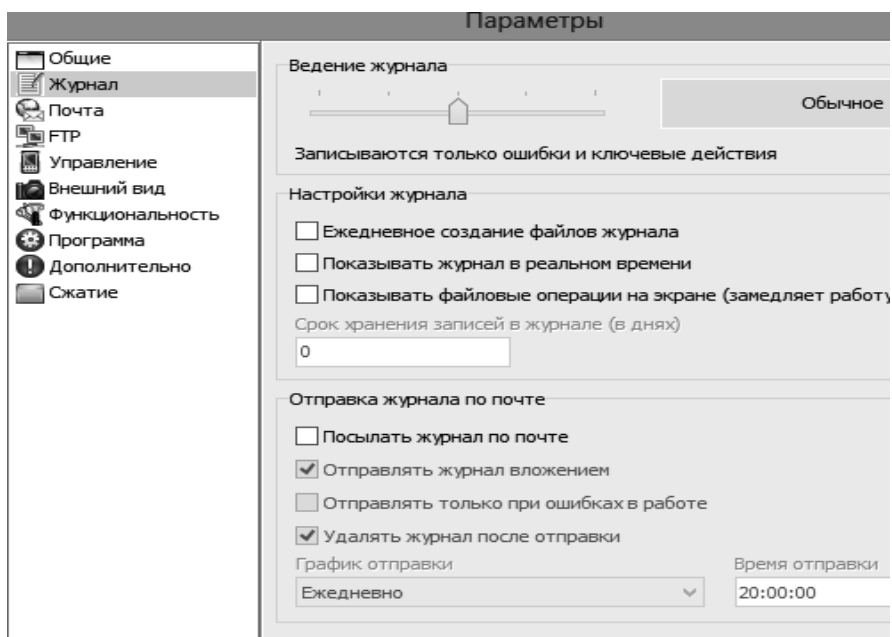 Параметры
Общие
Журнал
Почта
FTP
Управление
Внешний вид
Функциональность
Программа
Дополнительно
Сжатие
Ведение журнала
Обычное
Записываются только ошибки и ключевые действия
Настройки журнала
Ежедневное создание файлов журнала
Показывать журнал в реальном времени
Показывать файловые операции на экране (замедляет работу
Срок хранения записей в журнале (в днях)
0
Отправка журнала по почте
Посылать журнал по почте
Отправлять журнал вложением
Отправлять только при ошибках в работе
Удалять журнал после отправки
График отправки
Время отправки
Ежедневно
20:00:00